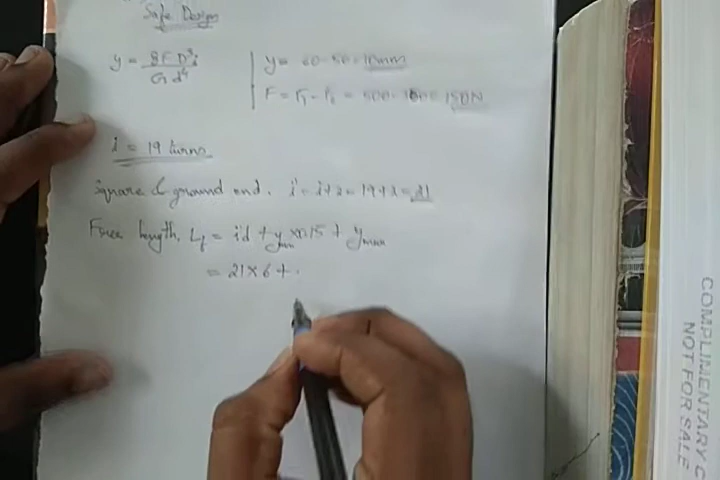 Safe Design
y = 8FD³i / Gd⁴
y = 60-50 = 10mm
F = F₁ - F₂ = 500 - = 150N
i = 19 turns
Square & ground end. i' = i+2 = 19+2 = 21
Free length, Lf = i'd + ymax × 0.15 + ymax
= 21×6 + .
COMPLIMENTARY C
NOT FOR SALE